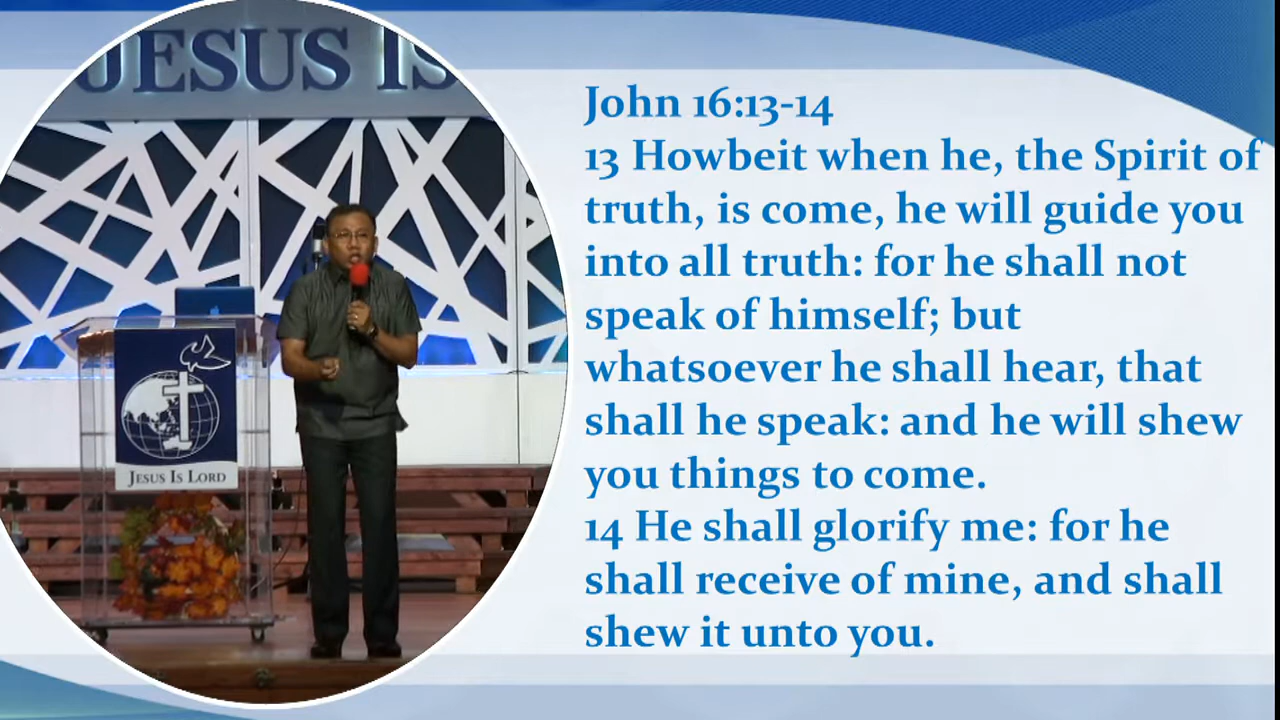 JESUS IS
JESUS IS LORD
John 16:13-14
13 Howbeit when he, the Spirit of
truth, is come, he will guide you
into all truth: for he shall not
speak of himself; but
whatsoever he shall hear, that
shall he speak: and he will shew
you things to come.
14 He shall glorify me: for he
shall receive of mine, and shall
shew it unto you.